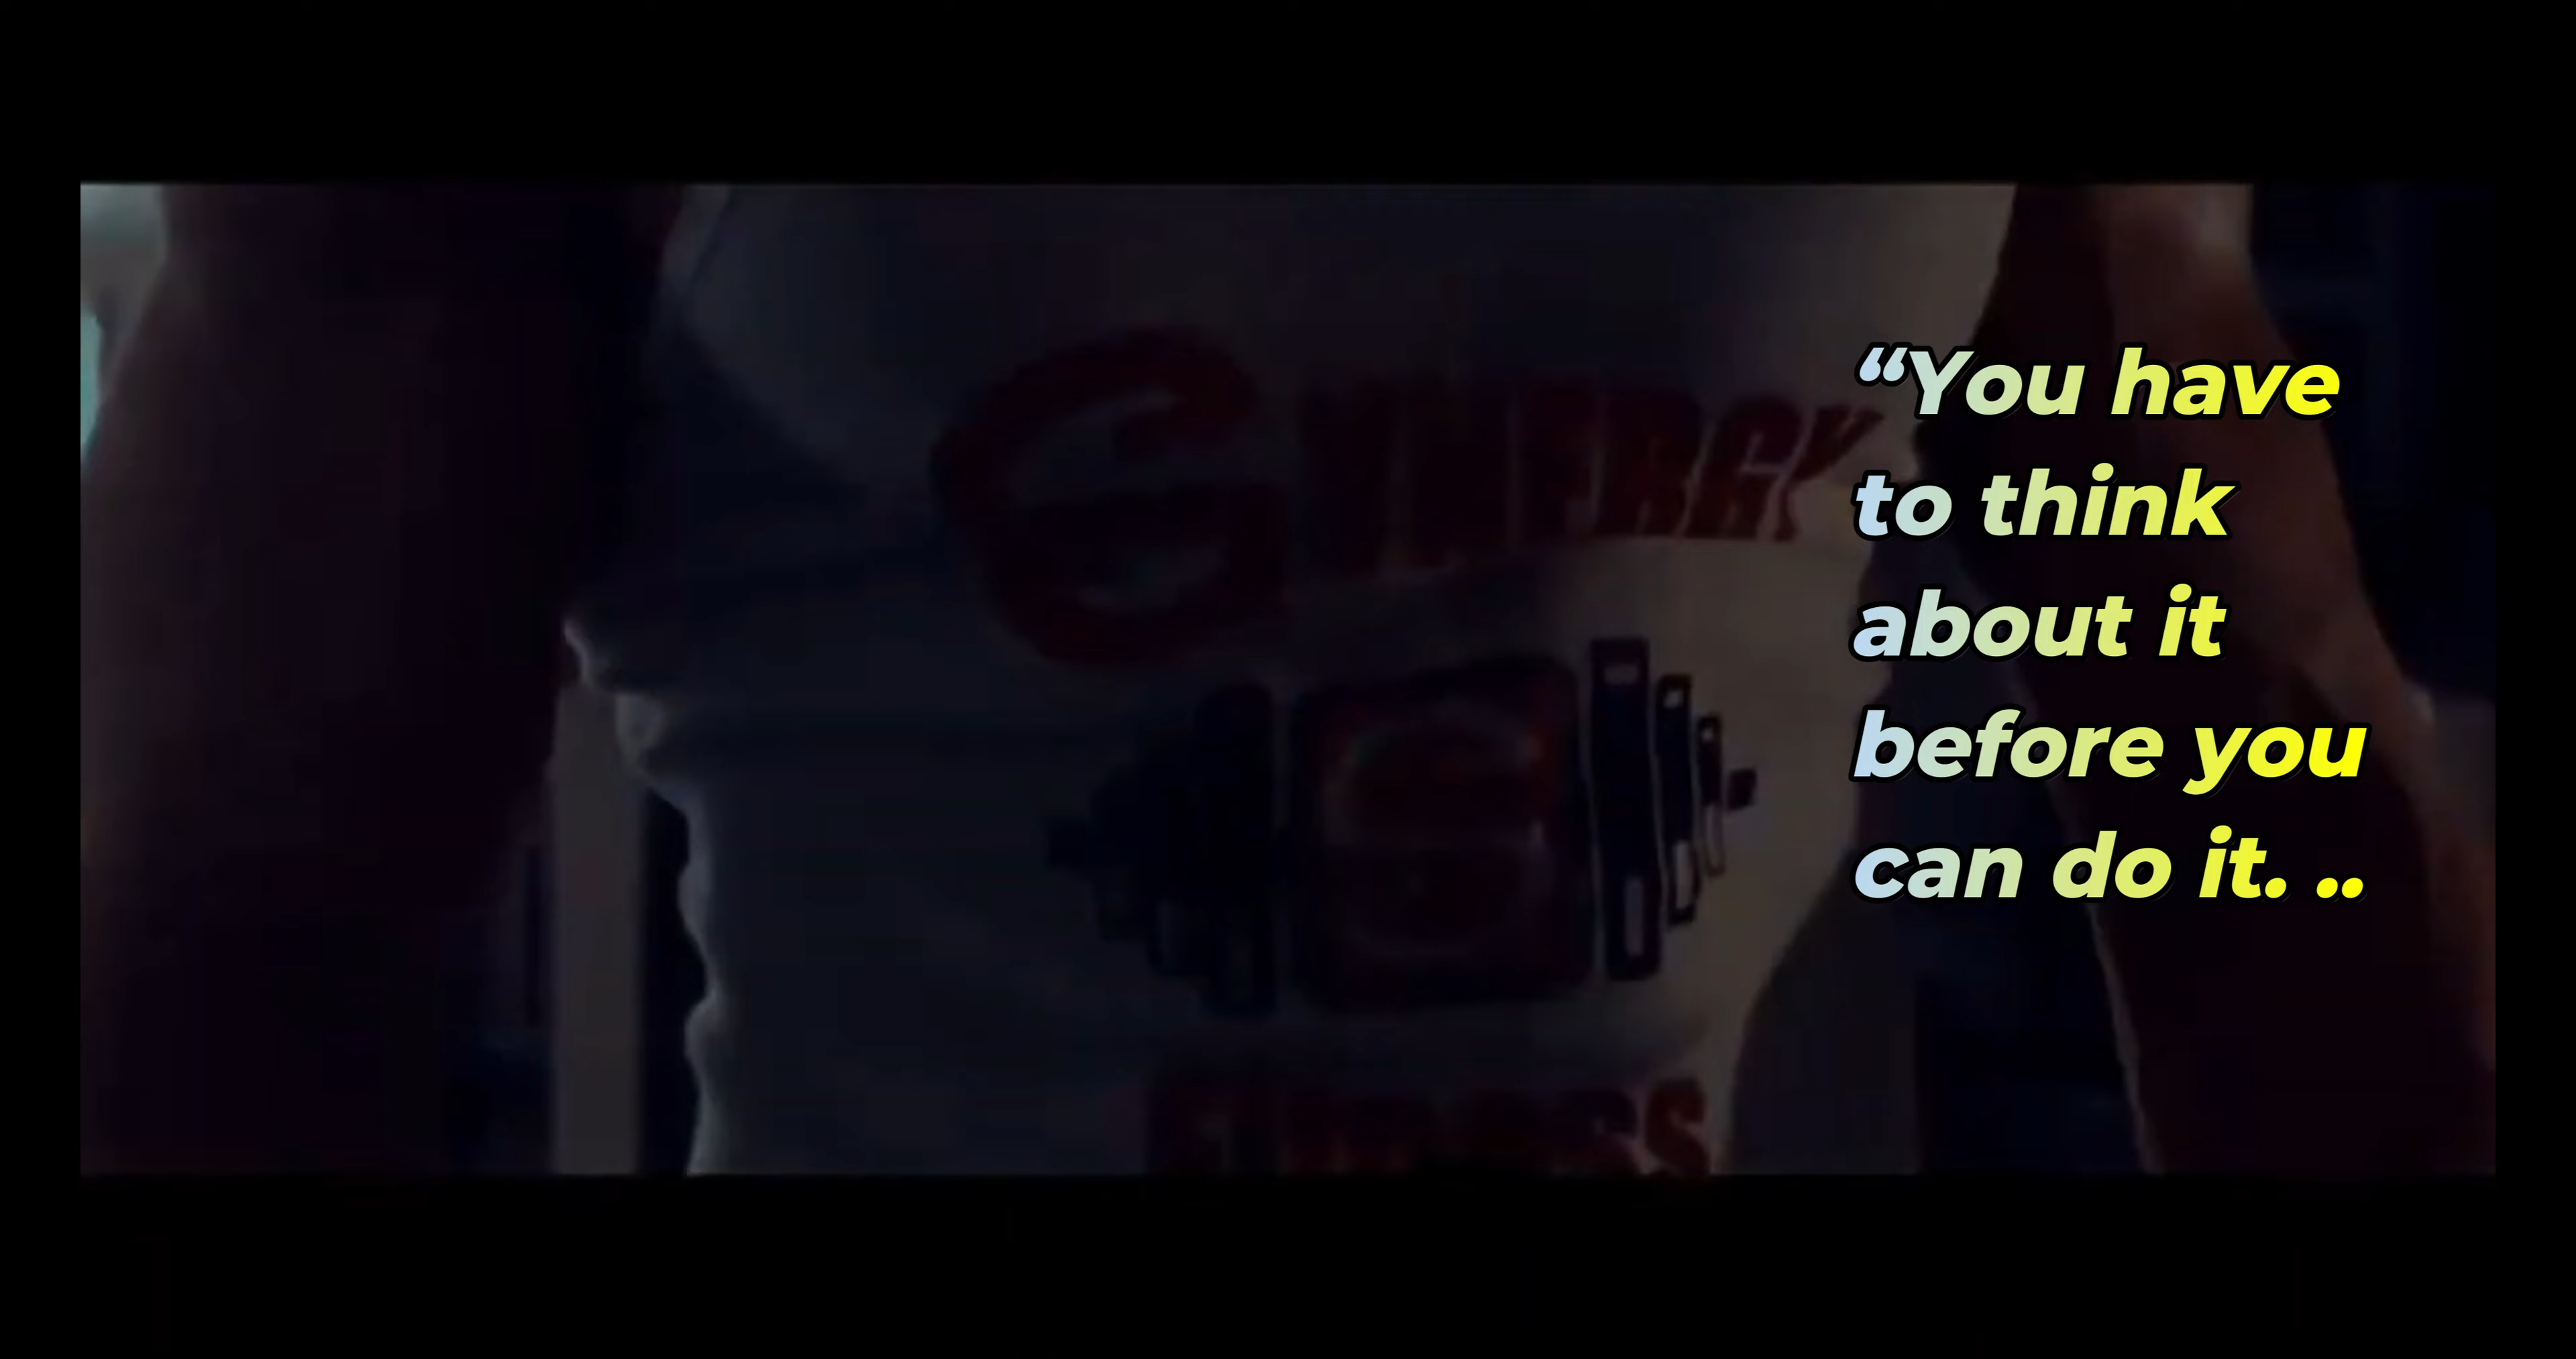 “You have
to think
about it
before you
can do it. ..